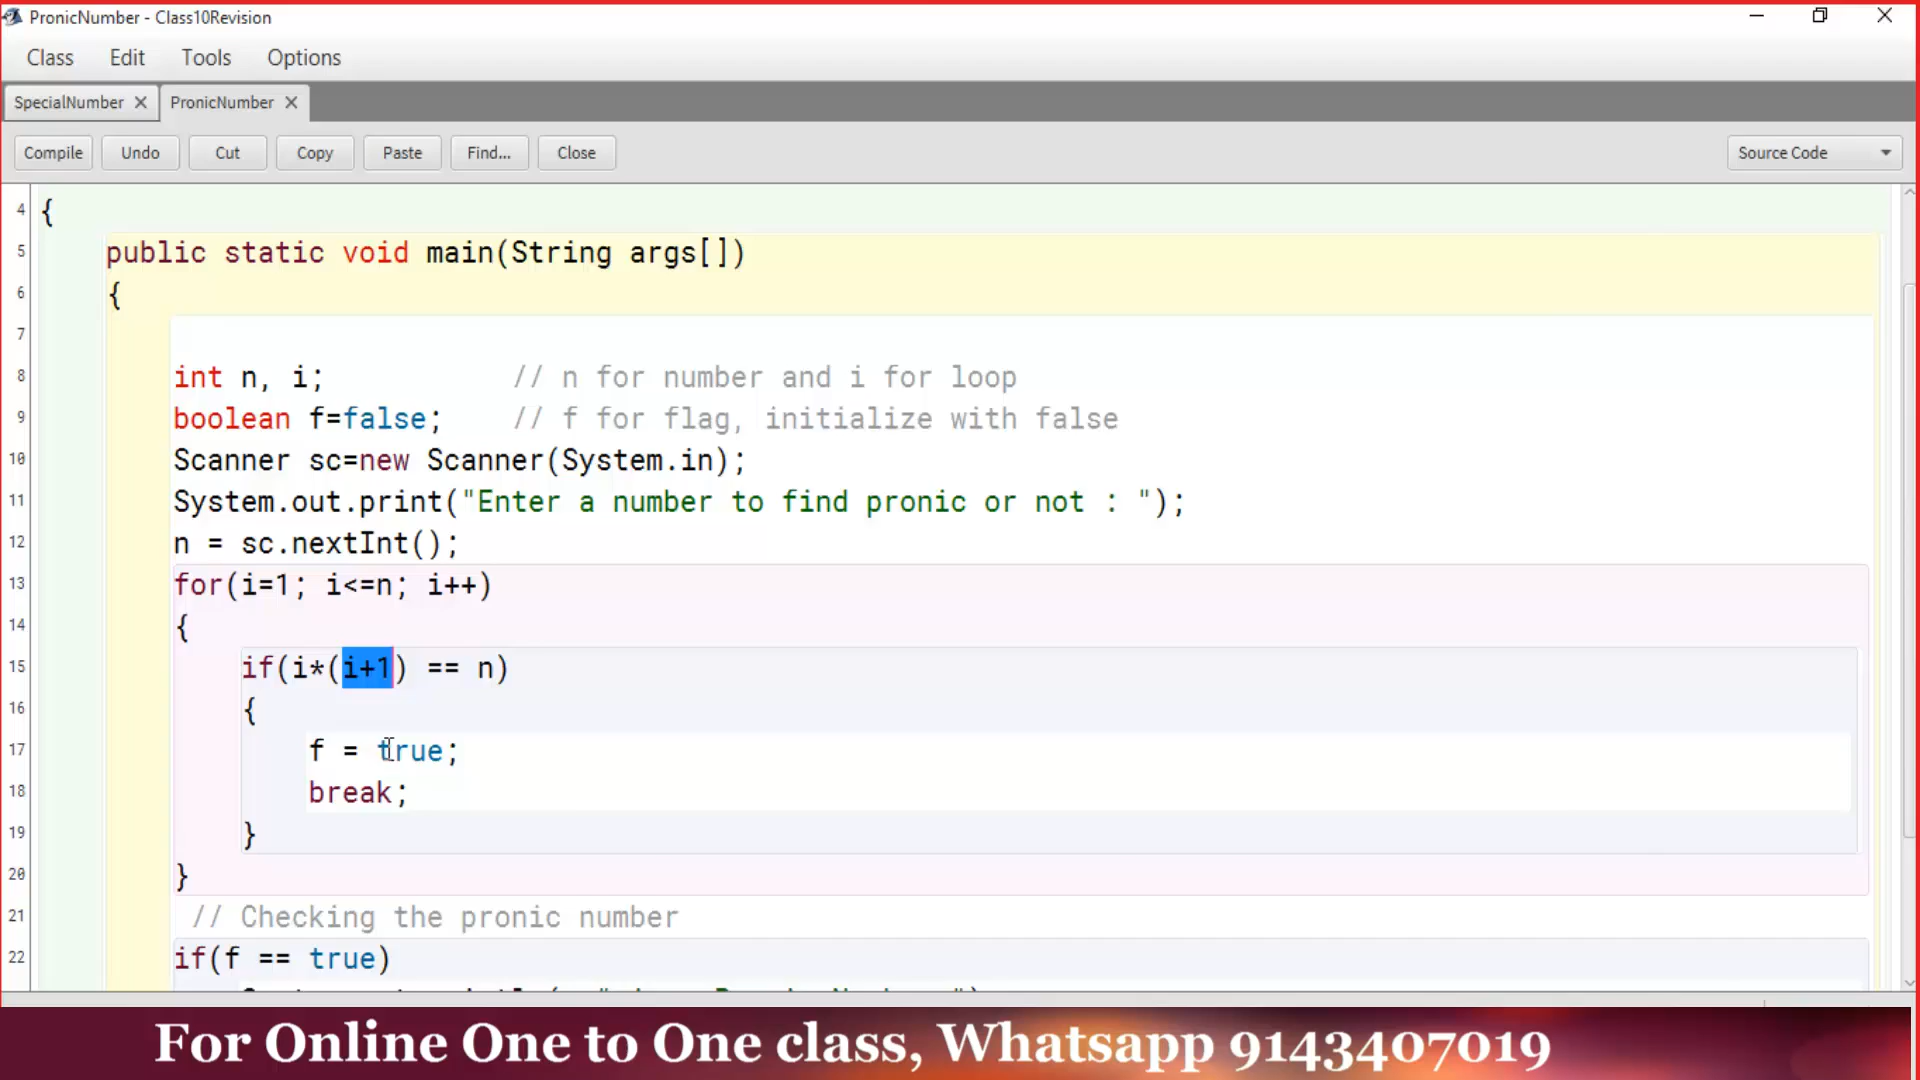 PronicNumber - Class10Revision
Class Edit Tools Options
SpecialNumber PronicNumber
Compile Undo Cut Copy Paste Find... Close Source Code
4 {
5 public static void main(String args[])
6 {
7
8 int n, i; // n for number and i for loop
9 boolean f=false; // f for flag, initialize with false
10 Scanner sc=new Scanner(System.in);
11 System.out.print("Enter a number to find pronic or not : ");
12 n = sc.nextInt();
13 for(i=1; i<=n; i++)
14 {
15 if(i*(i+1) == n)
16 {
17 f = true;
18 break;
19 }
20 }
21 // Checking the pronic number
22 if(f == true)
For Online One to One class, Whatsapp 9143407019